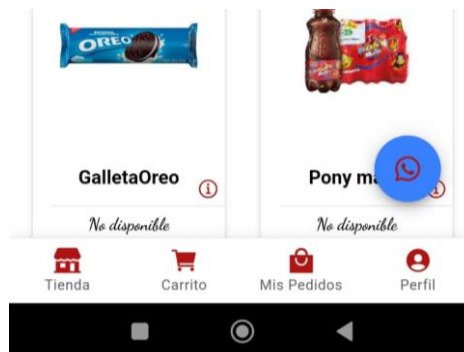 OREO
GalletaOreo
Pony
No disponible
No disponible
Tienda
Carrito
Mis Pedidos
Perfil